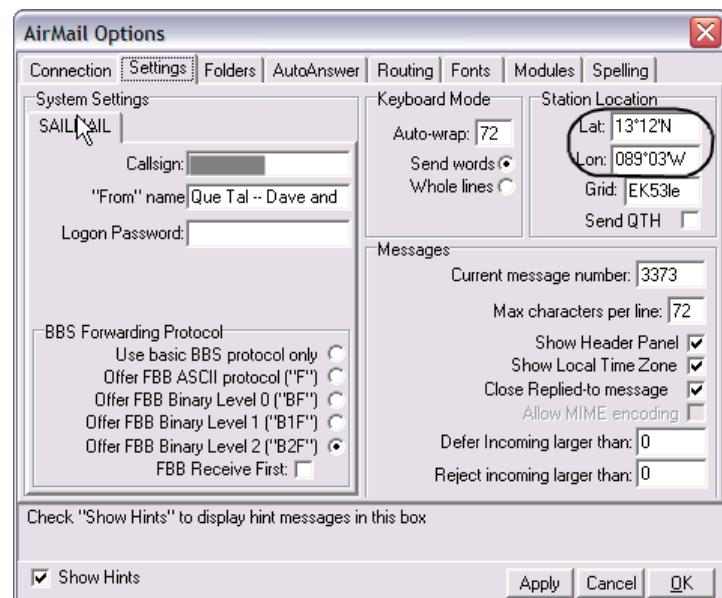 AirMail Options
Connection Settings Folders AutoAnswer Routing Fonts Modules Spelling
System Settings
SAILMAIL
Callsign:
"From" name Que Tal -- Dave and
Logon Password:
BBS Forwarding Protocol
Use basic BBS protocol only
Offer FBB ASCII protocol ("F")
Offer FBB Binary Level 0 ("BF")
Offer FBB Binary Level 1 ("B1F")
Offer FBB Binary Level 2 ("B2F")
FBB Receive First:
Keyboard Mode
Auto-wrap: 72
Send words
Whole lines
Station Location
Lat: 13°12'N
Lon: 089°03'W
Grid: EK53le
Send QTH
Messages
Current message number: 3373
Max characters per line: 72
Show Header Panel
Show Local Time Zone
Close Replied-to message
Allow MIME encoding
Defer Incoming larger than: 0
Reject incoming larger than: 0
Check "Show Hints" to display hint messages in this box
Show Hints
Apply Cancel OK